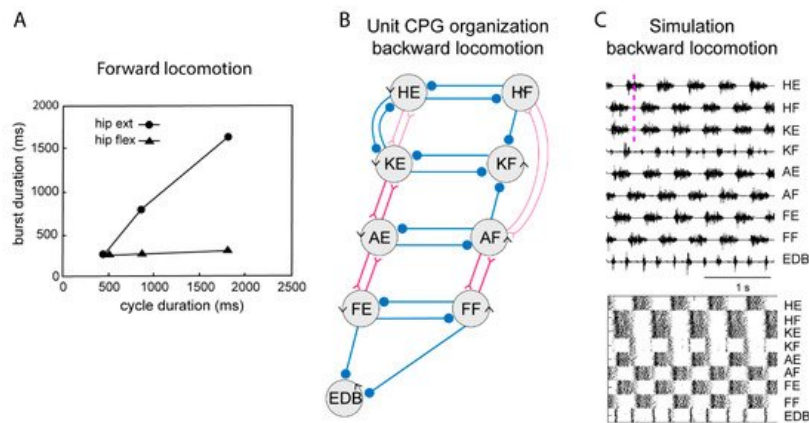 A
Forward locomotion
2000
1500
1000
500
0
burst duration (ms)
hip ext
hip flex
0 500 1000 1500 2000 2500
cycle duration (ms)
B
Unit CPG organization
backward locomotion
HE HF
KE KF
AE AF
FE FF
EDB
C
Simulation
backward locomotion
HE
HF
KE
KF
AE
AF
FE
FF
EDB
1 s
HE
HF
KE
KF
AE
AF
FE
FF
EDB